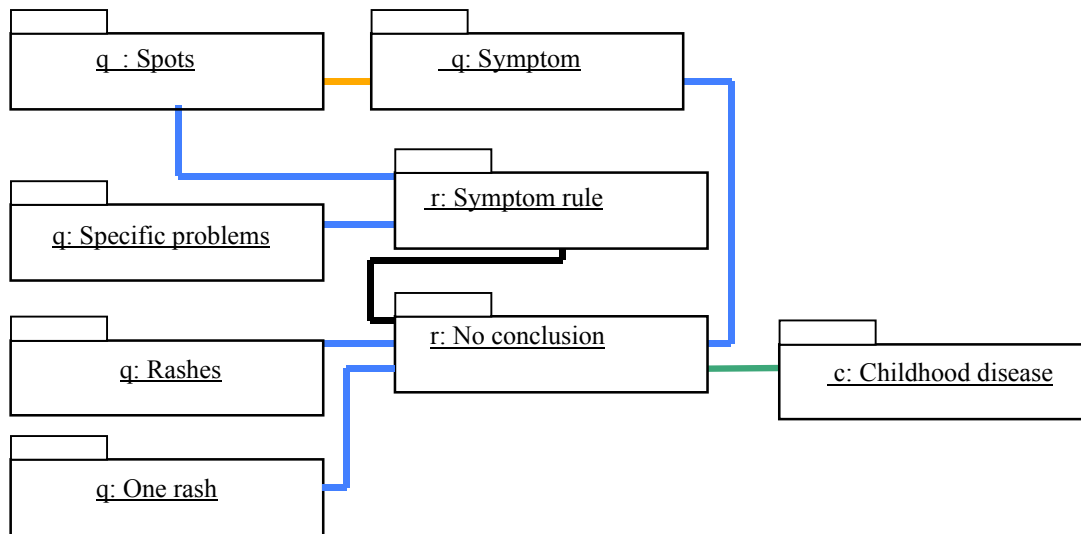 q : Spots
q: Symptom
r: Symptom rule
q: Specific problems
r: No conclusion
q: Rashes
c: Childhood disease
q: One rash